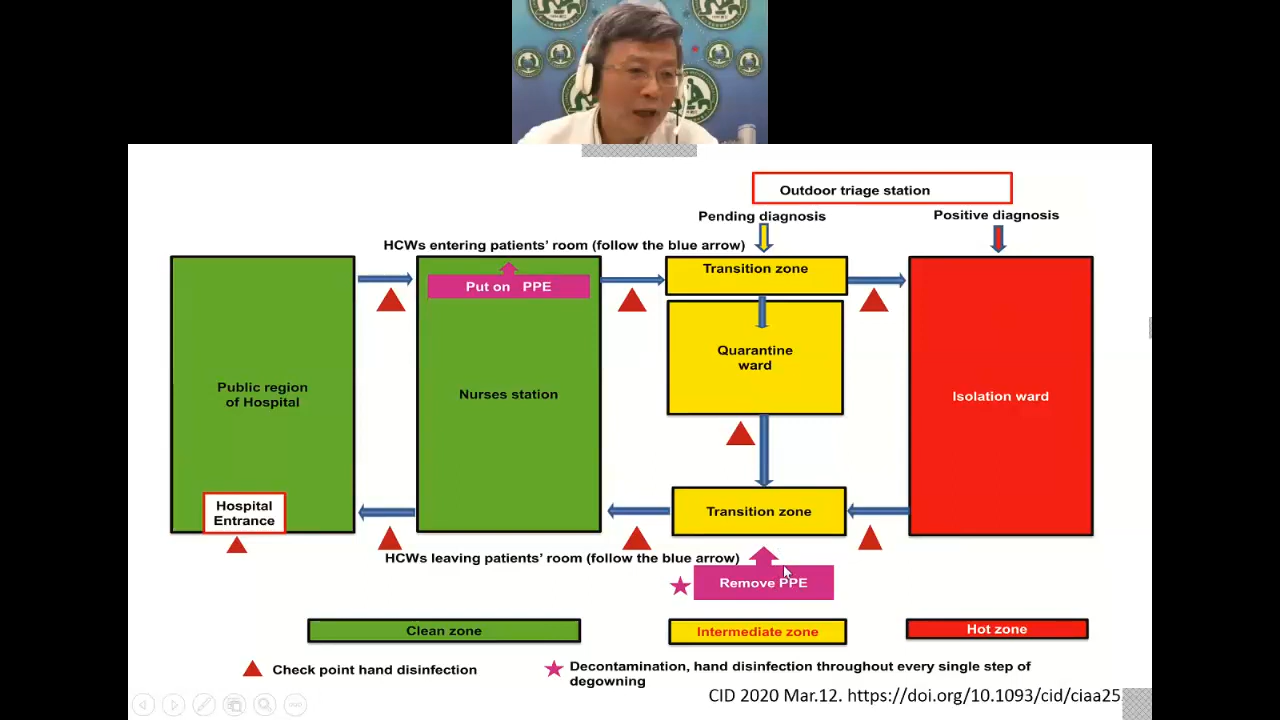 Outdoor triage station
Pending diagnosis
Positive diagnosis
HCWs entering patients' room (follow the blue arrow)
Put on PPE
Transition zone
Quarantine
ward
Public region
of Hospital
Nurses station
Isolation ward
Hospital
Entrance
Transition zone
HCWs leaving patients' room (follow the blue arrow)
Remove PPE
Clean zone
Intermediate zone
Hot zone
Check point hand disinfection
Decontamination, hand disinfection throughout every single step of
degowning
CID 2020 Mar.12. https://doi.org/10.1093/cid/ciaa25